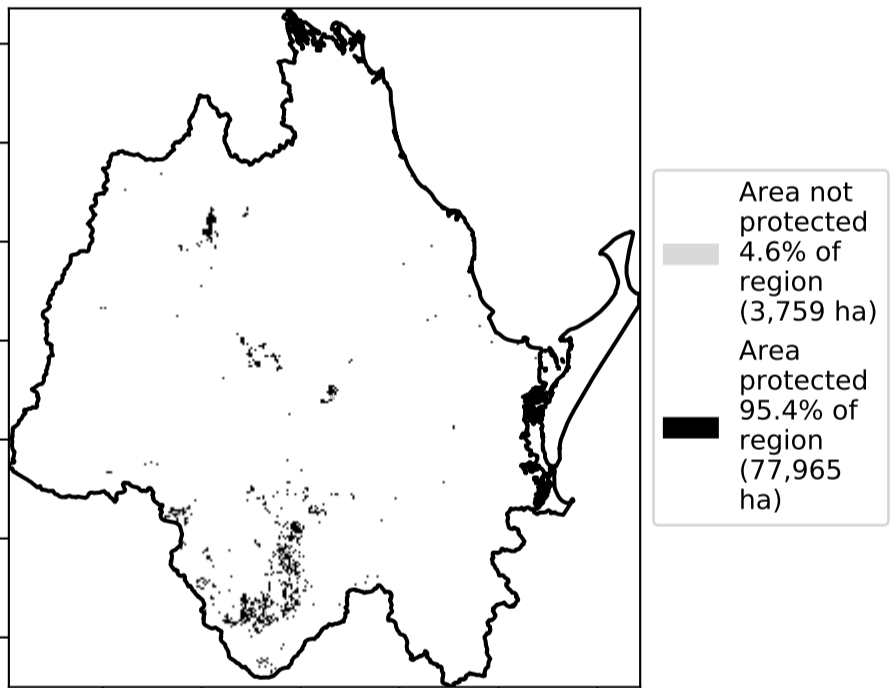 Area not
protected
4.6% of
region
(3,759 ha)
Area
protected
95.4% of
region
(77,965
ha)